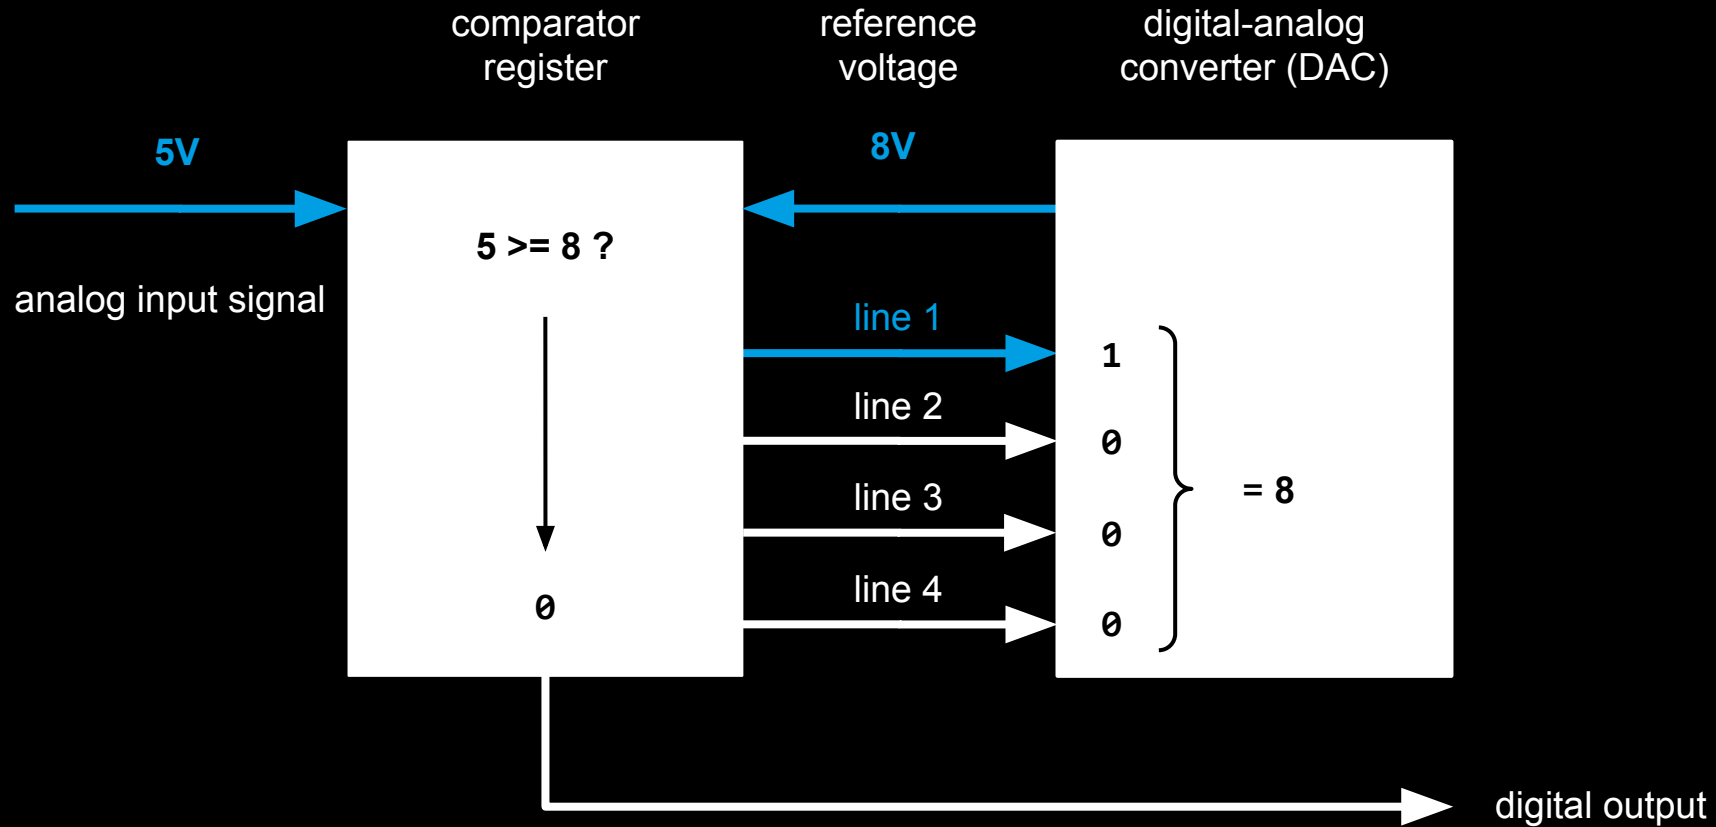 comparator
register
reference
voltage
digital-analog
converter (DAC)
5V
8V
5 >= 8 ?
analog input signal
line 1
1
line 2
0
line 3
= 8
0
line 4
0
0
digital output